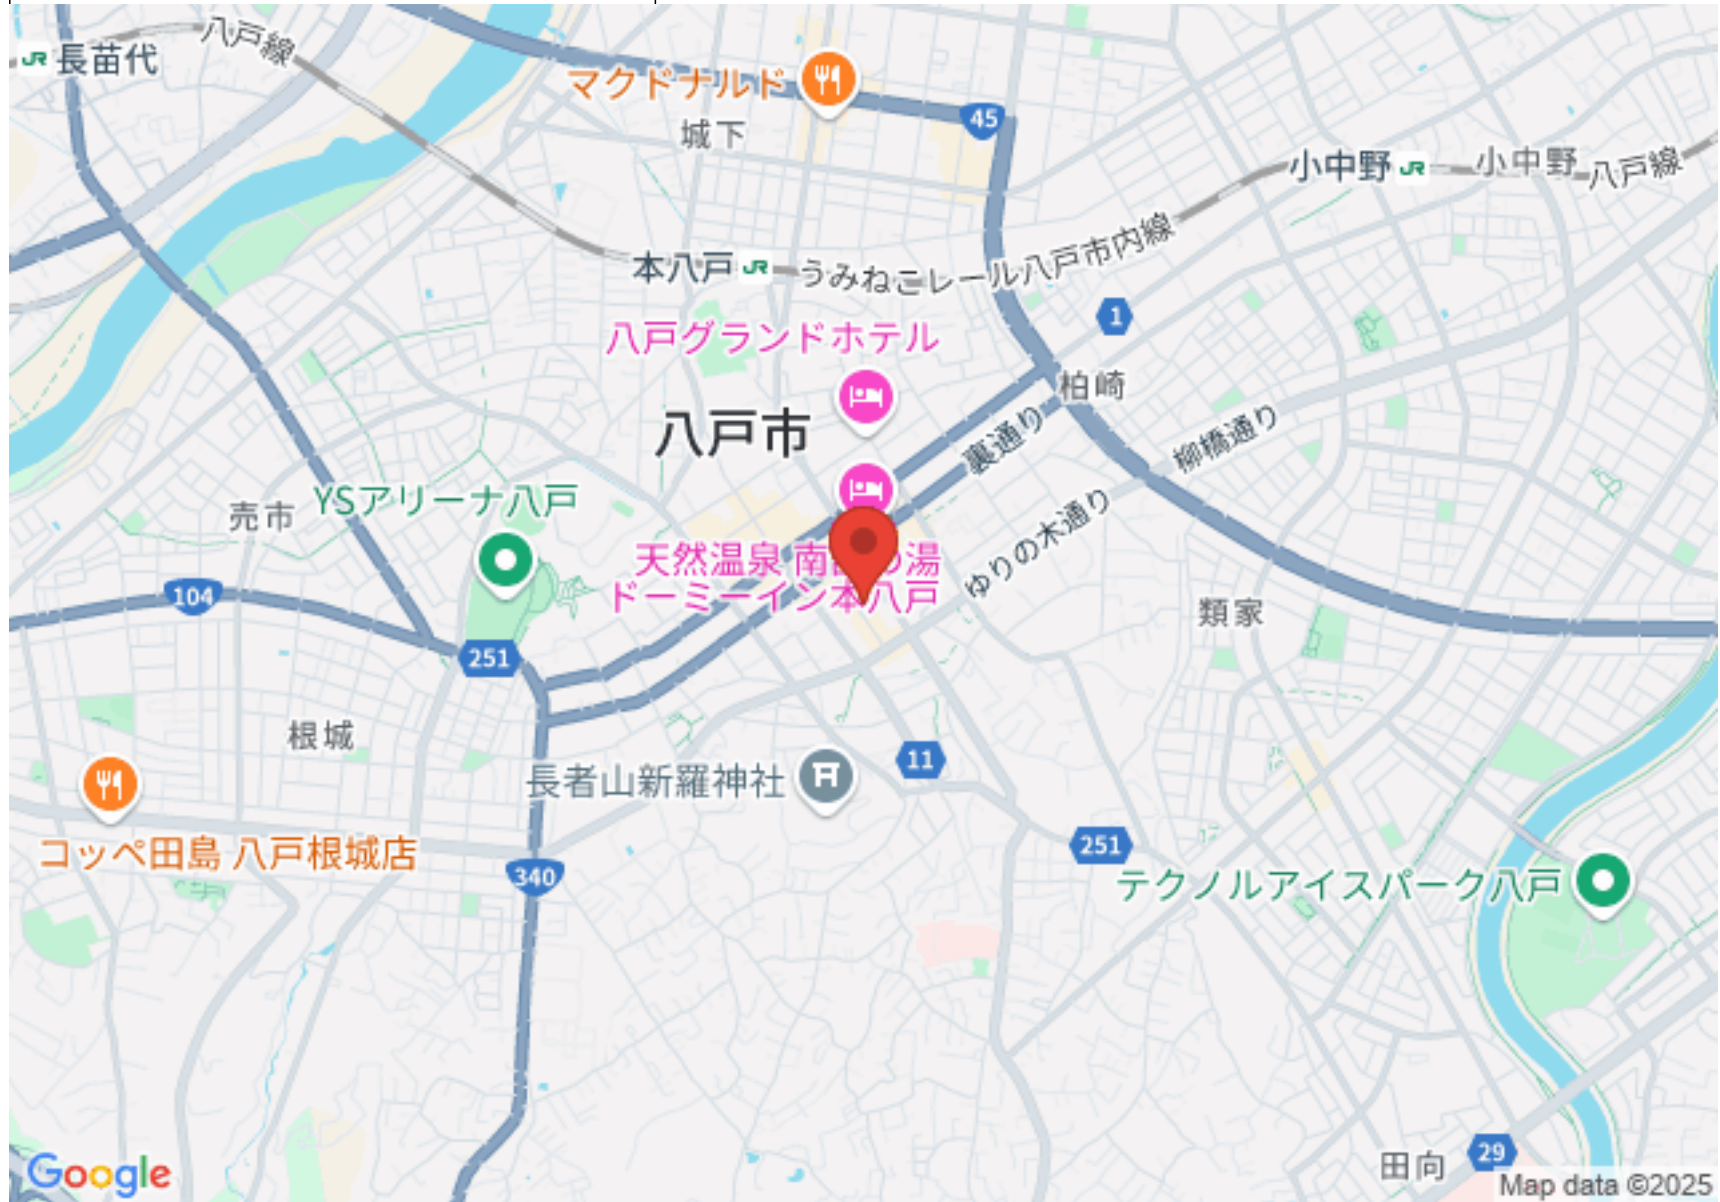 八戸線
長苗代
マクドナルド
45
城下
小中野
小中野
八戸線
本八戸
うみねこレール八戸市内線
1
八戸グランドホテル
柏崎
八戸市
裏通り
柳橋通り
YSアリーナ八戸
売市
ゆりの木通り
天然温泉 南
の湯
ドーミーイン本八戸
104
類家
251
根城
11
長者山新羅神社
251
コッペ田島 八戸根城店
340
テクノルアイスパーク八戸
29
田向
Google
Map data ©2025